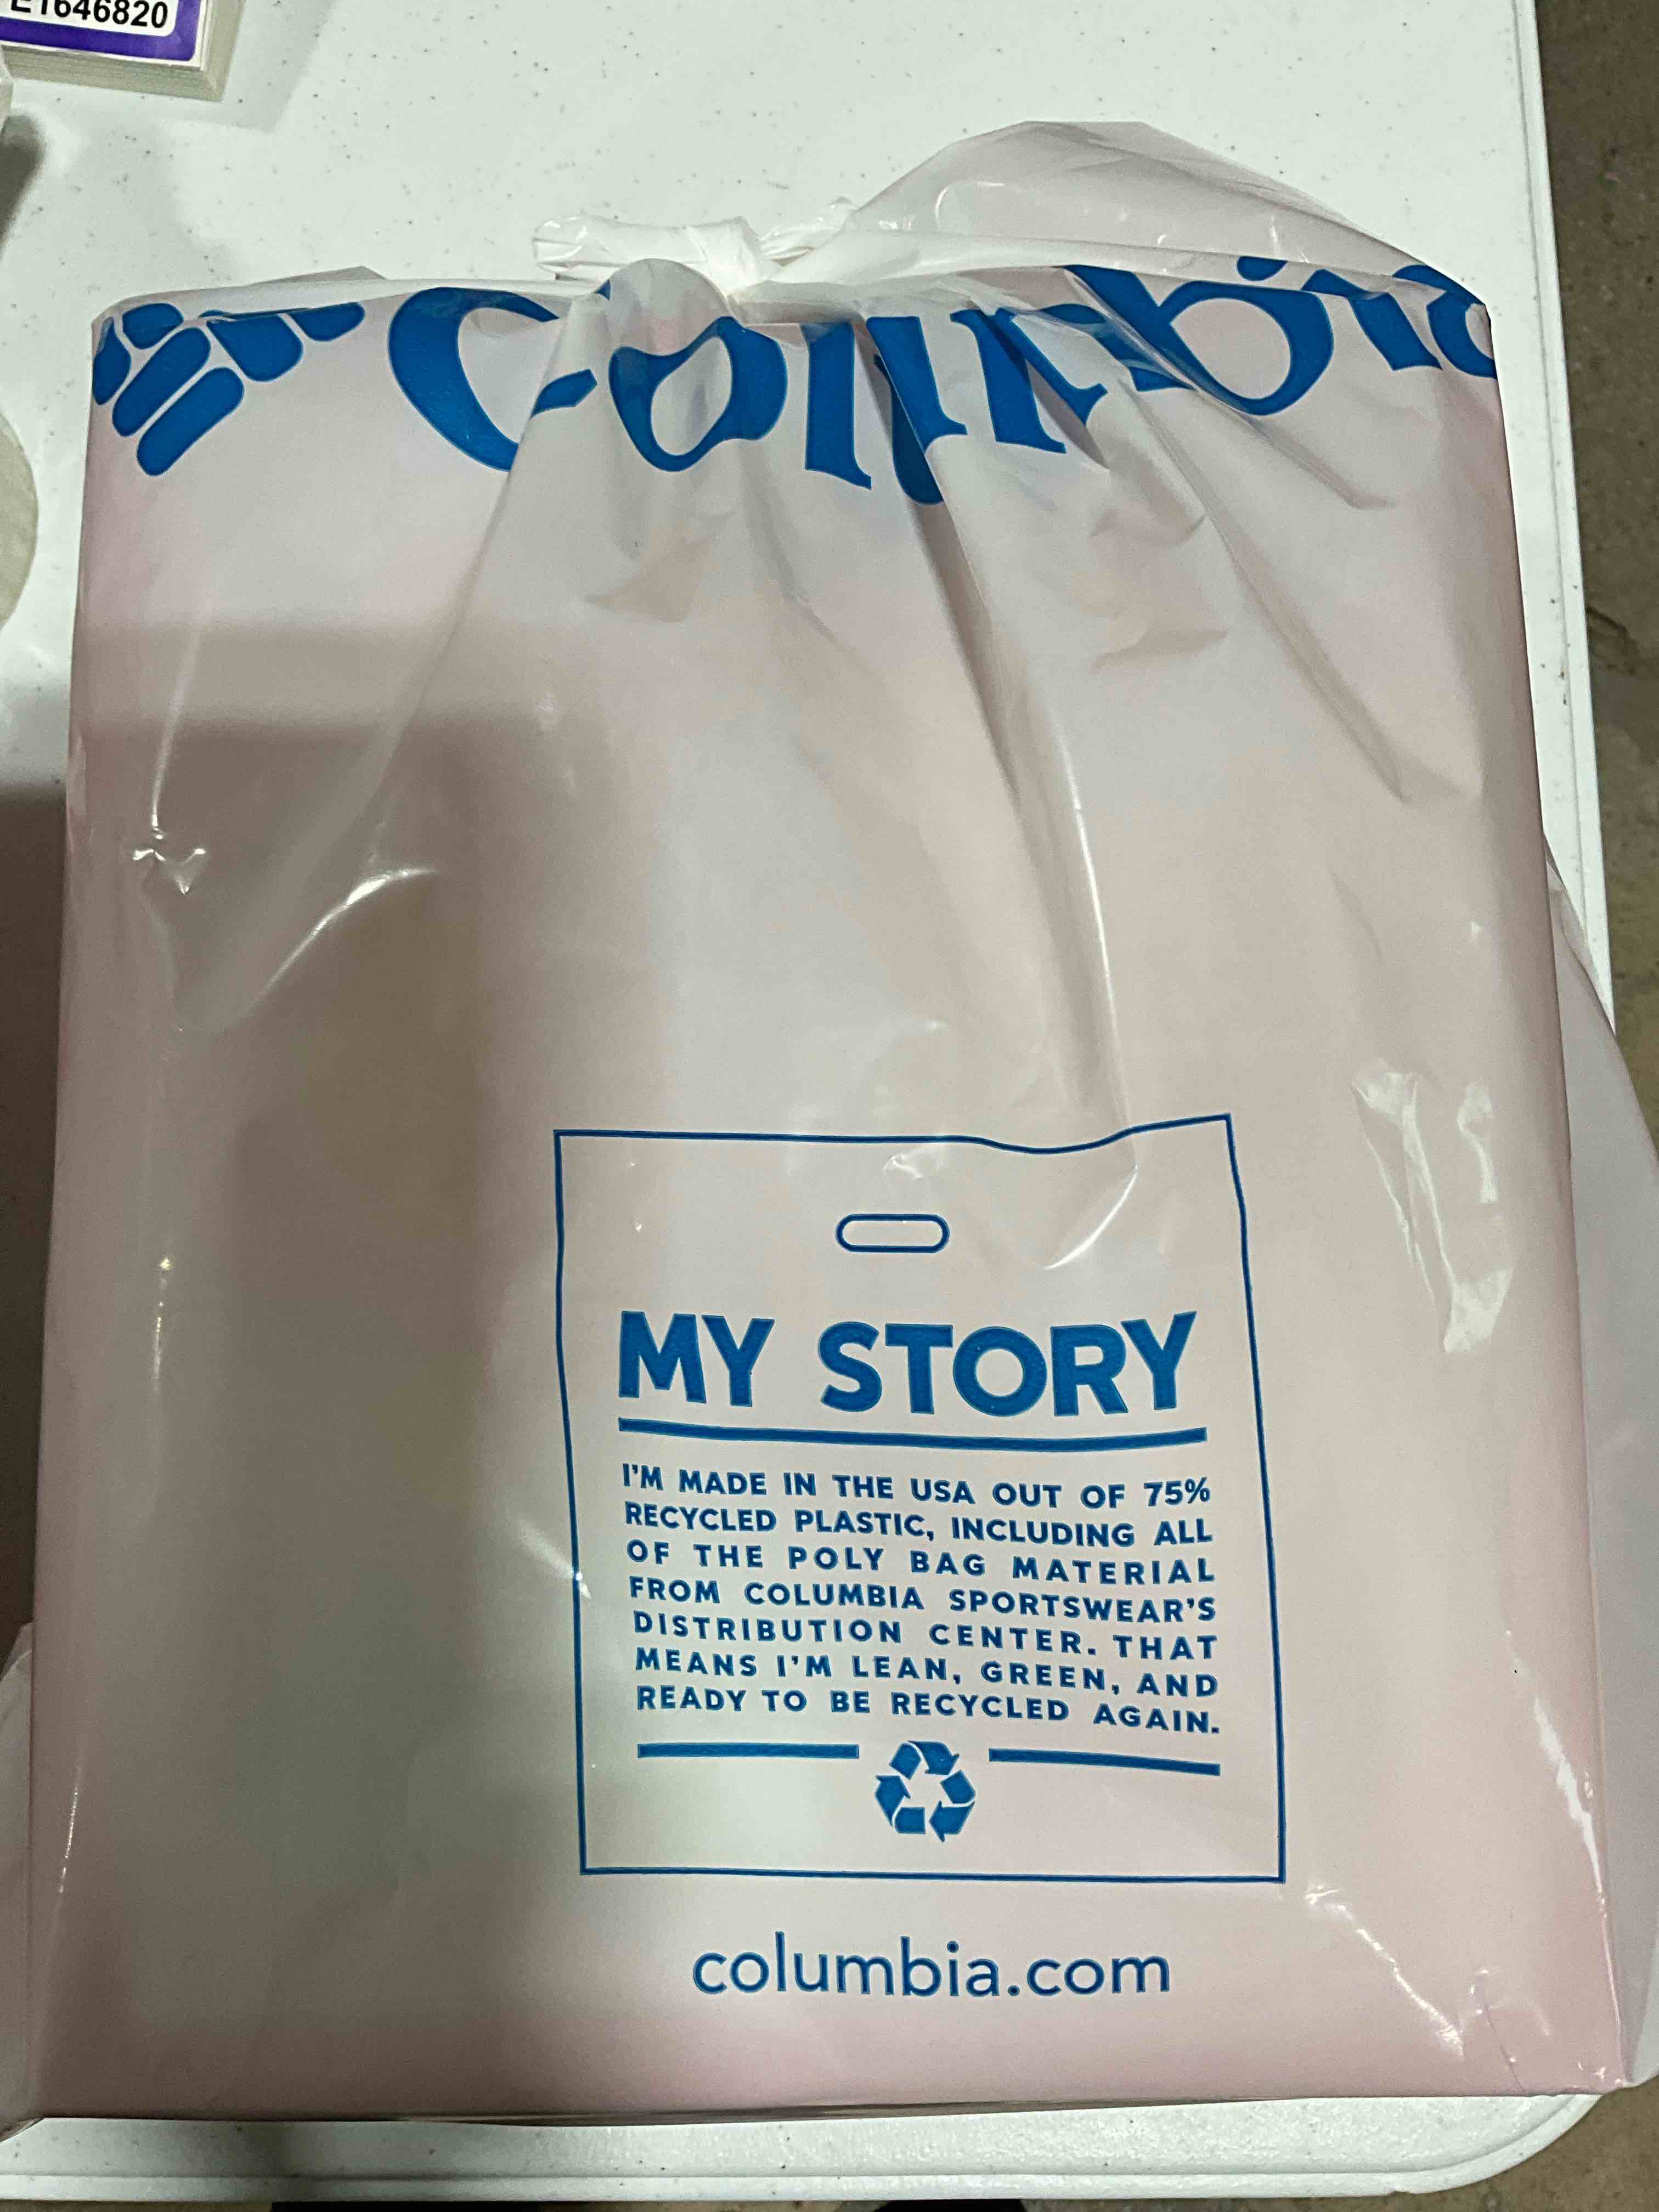 E1646820
Columbia
MY STORY
I'M MADE IN THE USA OUT OF 75%
RECYCLED PLASTIC, INCLUDING ALL
OF THE POLY BAG MATERIAL
FROM COLUMBIA SPORTSWEAR'S
DISTRIBUTION CENTER. THAT
MEANS I'M LEAN, GREEN, AND
READY TO BE RECYCLED AGAIN.
columbia.com